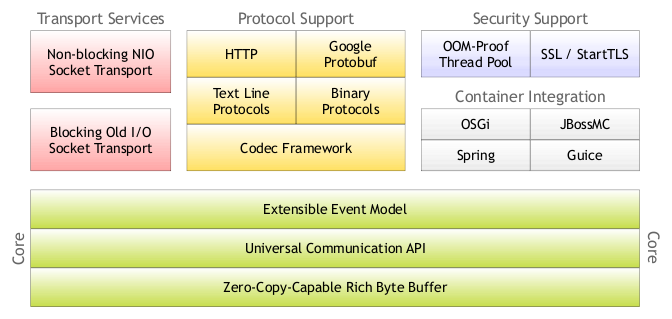 Transport Services
Non-blocking NIO
Socket Transport
Blocking Old I/O
Socket Transport
Protocol Support
HTTP
Google
Protobuf
Text Line
Protocols
Binary
Protocols
Codec Framework
Security Support
OOM-Proof
Thread Pool
SSL / StartTLS
Container Integration
OSGi
JBossMC
Spring
Guice
Core
Extensible Event Model
Universal Communication API
Zero-Copy-Capable Rich Byte Buffer
Core